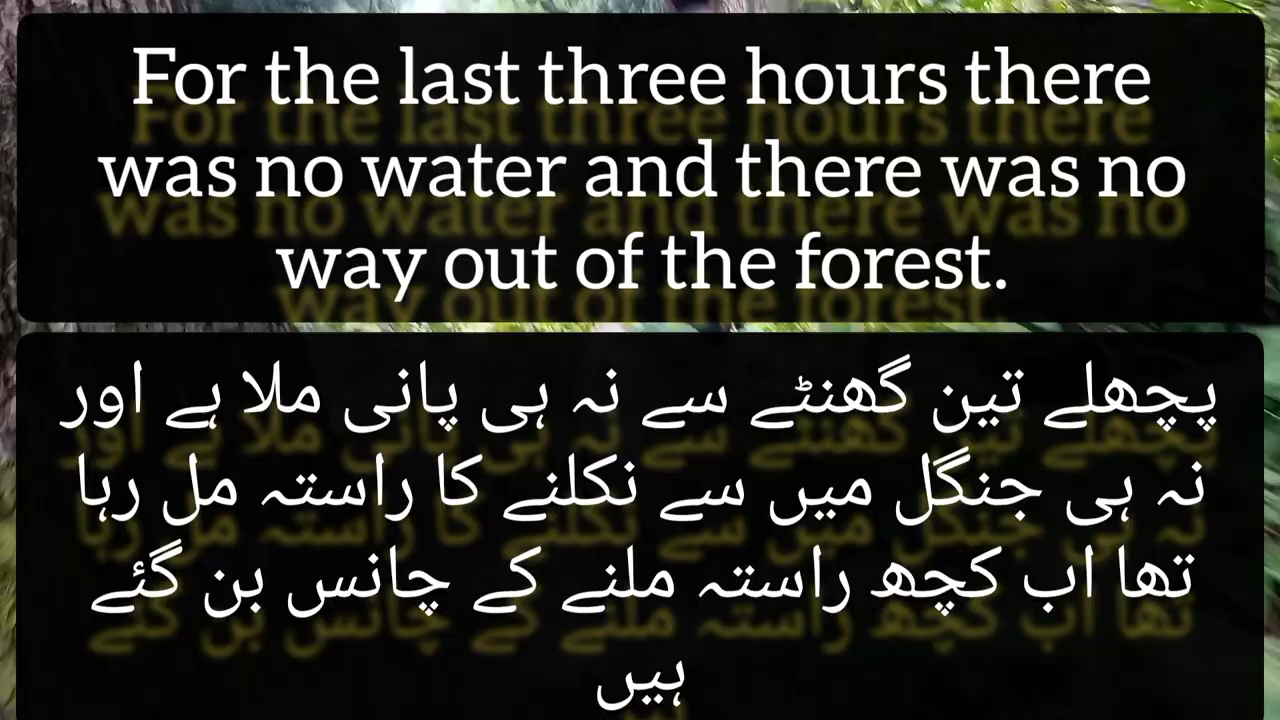 For the last three hours there
was no water and there was no
way out of the forest.
پچھلے تین گھنٹے سے نہ ہی پانی ملا ہے اور
نہ ہی جنگل میں سے نکلنے کا راستہ مل رہا
تھا اب کچھ راستہ ملنے کے چانس بن گئے
ہیں